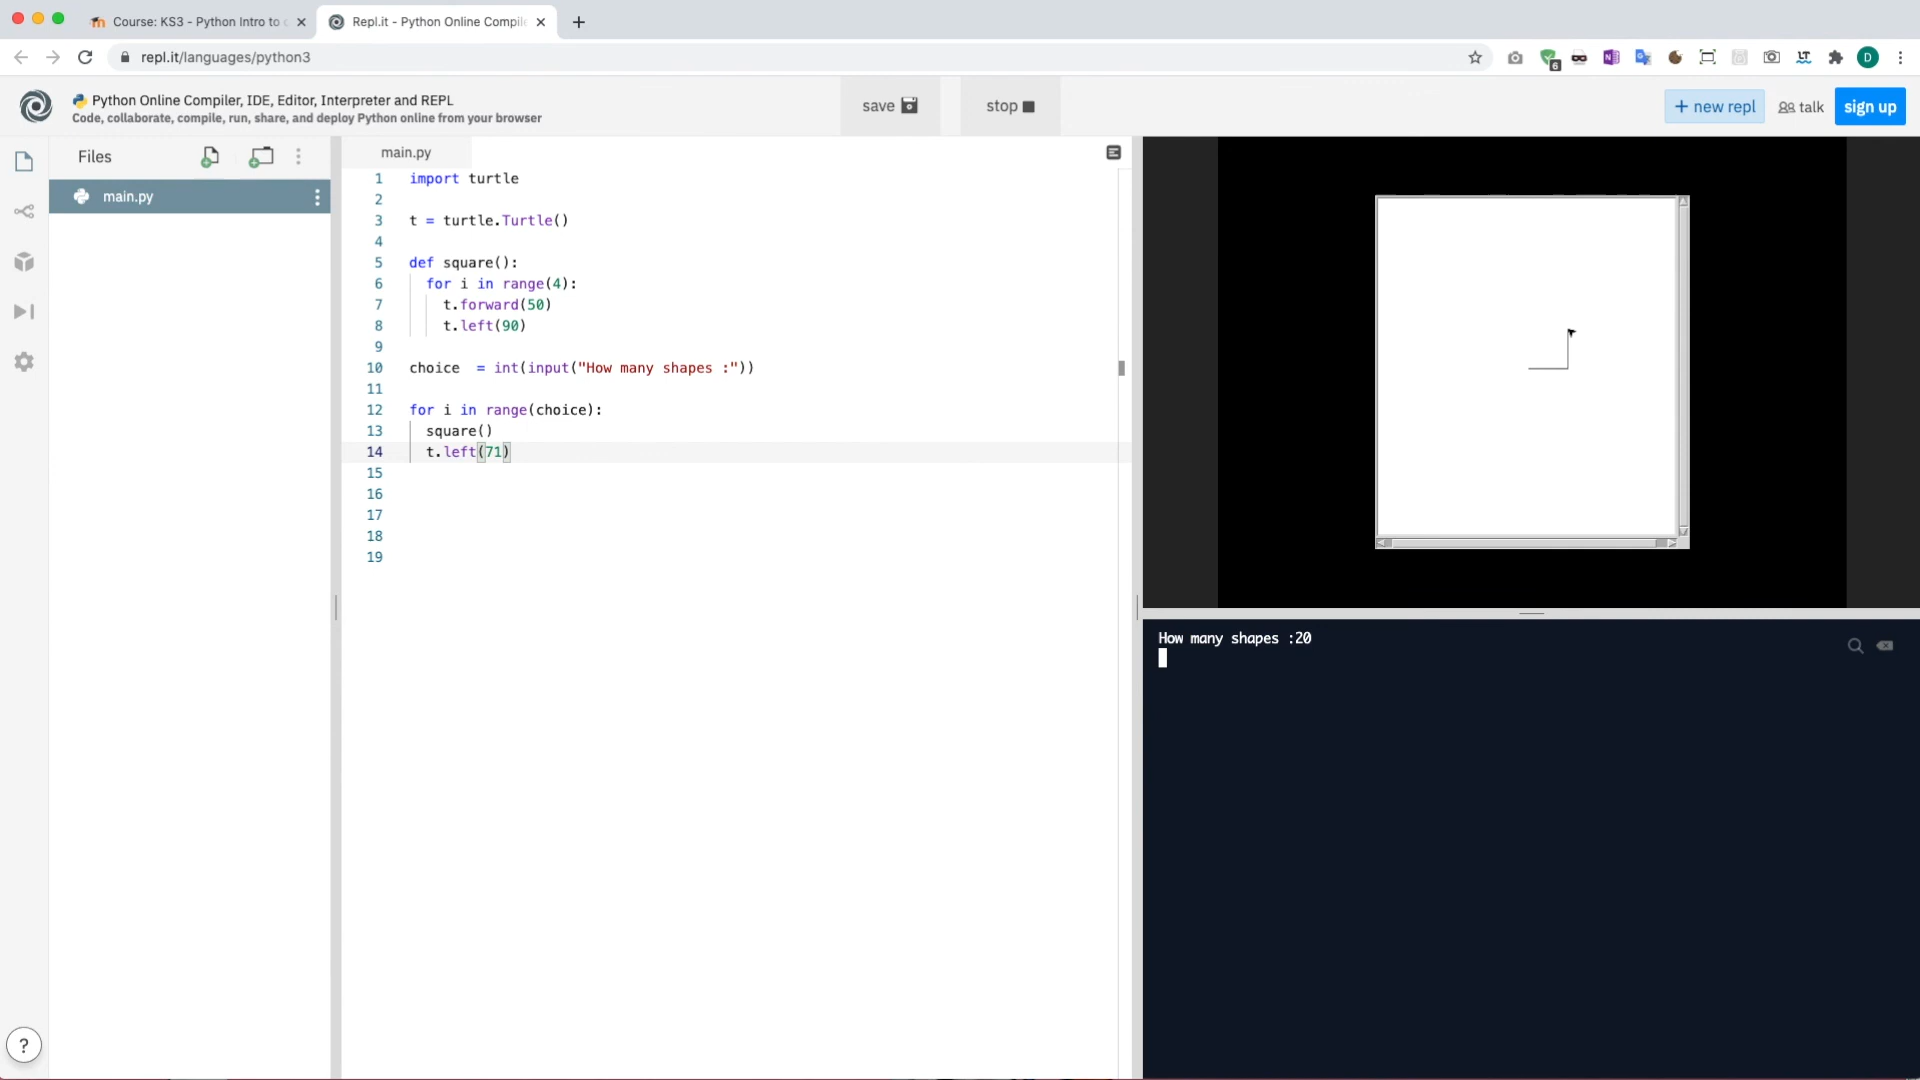 Course: KS3 - Python Intro to c
Repl.it - Python Online Compile
repl.it/languages/python3
6
D
Python Online Compiler, IDE, Editor, Interpreter and REPL
Code, collaborate, compile, run, share, and deploy Python online from your browser
save
stop
+ new repl
talk
sign up
Files
main.py
main.py
1 import turtle
2
3 t = turtle.Turtle()
4
5 def square():
6 for i in range(4):
7 t.forward(50)
8 t.left(90)
9
10 choice  = int(input("How many shapes :"))
11
12 for i in range(choice):
13 square()
14 t.left(71)
15
16
17
18
19
How many shapes :20
?